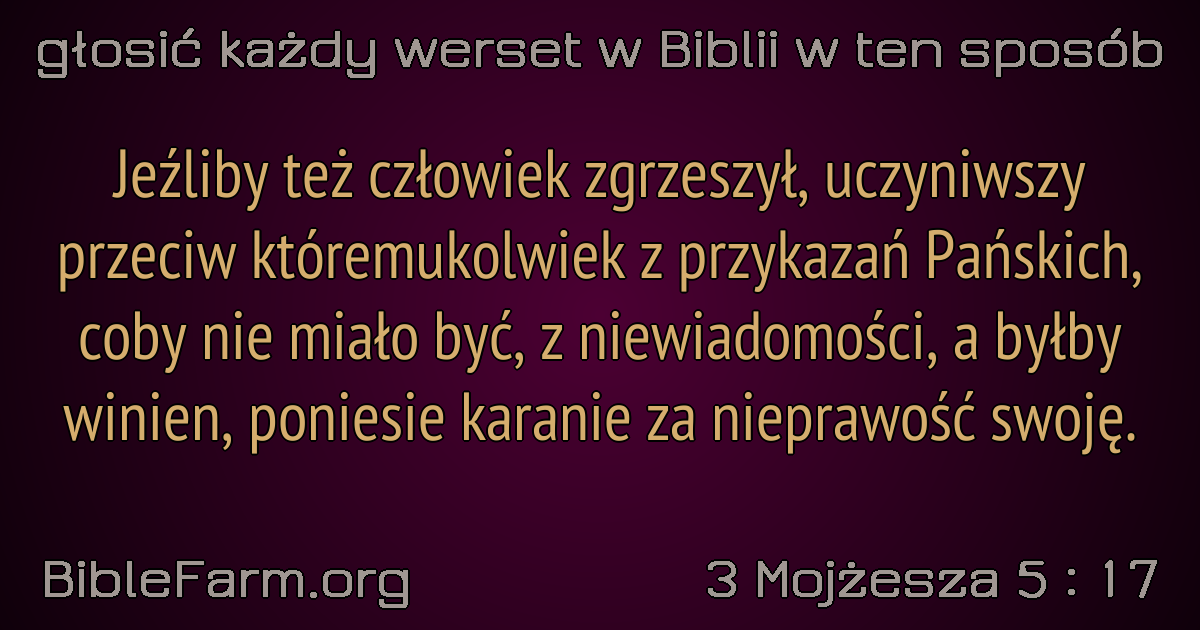 głosić każdy werset w Biblii w ten sposób
Jeźliby też człowiek zgrzeszył, uczyniwszy
przeciw któremukolwiek z przykazań Pańskich,
coby nie miało być, z niewiadomości, a byłby
winien, poniesie karanie za nieprawość swoję.
BibleFarm.org
3 Mojżesza 5 : 17